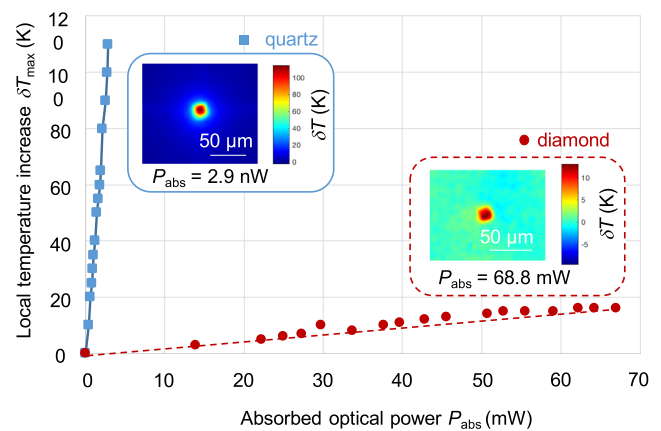 12
0
10
0
80
60
40
20
0
Local temperature increase δTmax (K)
quartz
50 µm
100
80
60
40
20
0
δT (K)
Pabs = 2.9 nW
diamond
50 µm
10
5
0
-5
δT (K)
Pabs = 68.8 mW
0 10 20 30 40 50 60 70
Absorbed optical power Pabs (mW)